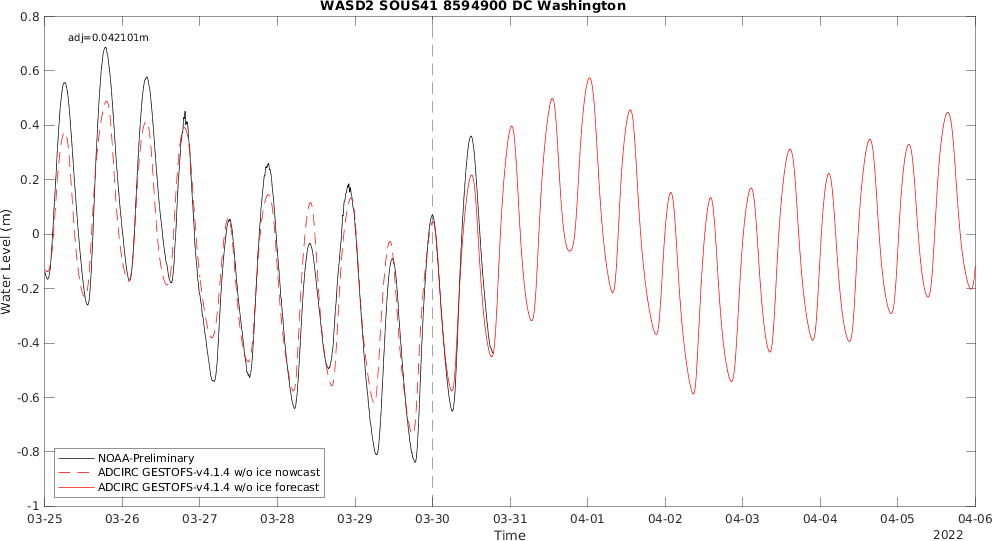 WASD2 SOUS41 8594900 DC Washington
adj=0.042101m
0.8
0.6
0.4
0.2
0
-0.2
-0.4
-0.6
-0.8
-1
Water Level (m)
NOAA-Preliminary
ADCIRC GESTOFS-v4.1.4 w/o ice nowcast
ADCIRC GESTOFS-v4.1.4 w/o ice forecast
03-25 03-26 03-27 03-28 03-29 03-30 03-31 04-01 04-02 04-03 04-04 04-05 04-06
Time
2022